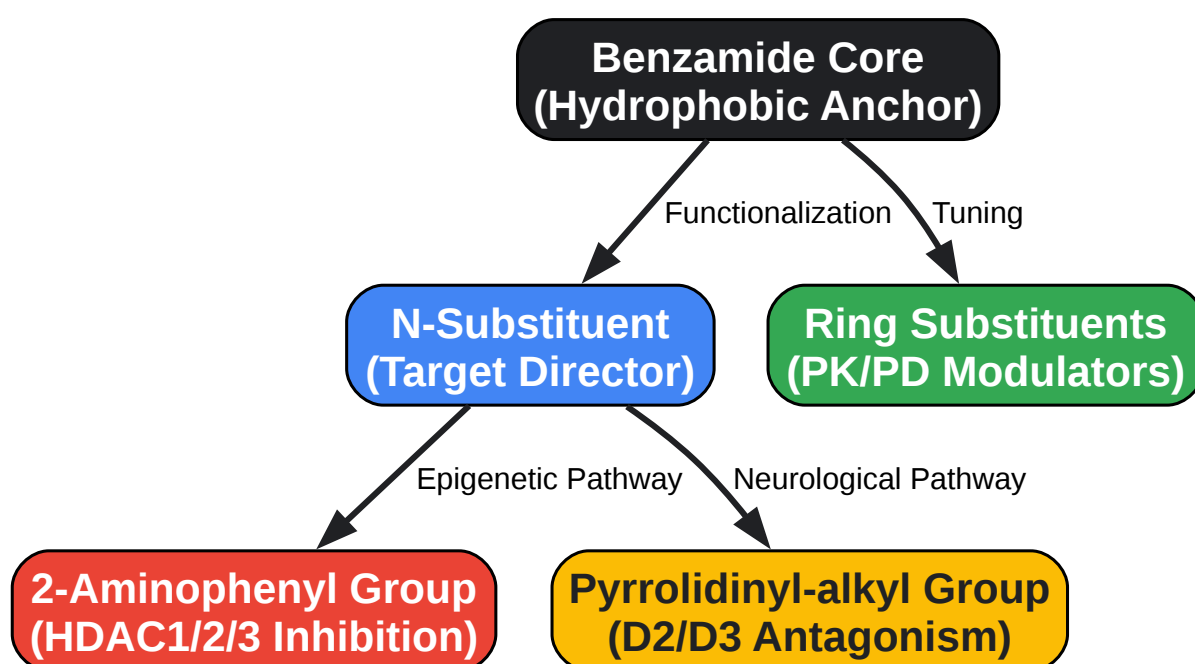 Benzamide Core
(Hydrophobic Anchor)
Functionalization
Tuning
N-Substituent
(Target Director)
Ring Substituents
(PK/PD Modulators)
Epigenetic Pathway
Neurological Pathway
2-Aminophenyl Group
(HDAC1/2/3 Inhibition)
Pyrrolidinyl-alkyl Group
(D2/D3 Antagonism)